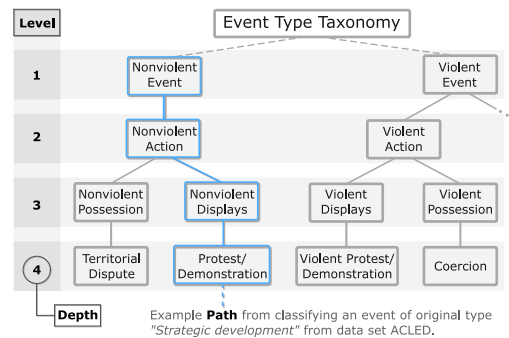 Level
Event Type Taxonomy
1
Nonviolent
Event
Violent
Event
2
Nonviolent
Action
Violent
Action
3
Nonviolent
Possession
Nonviolent
Displays
Violent
Displays
Violent
Possession
4
Territorial
Dispute
Protest/
Demonstration
Violent Protest/
Demonstration
Coercion
Depth
Example Path from classifying an event of original type
"Strategic development" from data set ACLED.